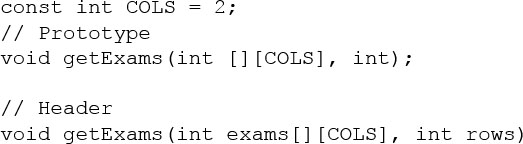 const int COLS = 2;
// Prototype
void getExams(int [][COLS], int);
// Header
void getExams(int exams[][COLS], int rows)